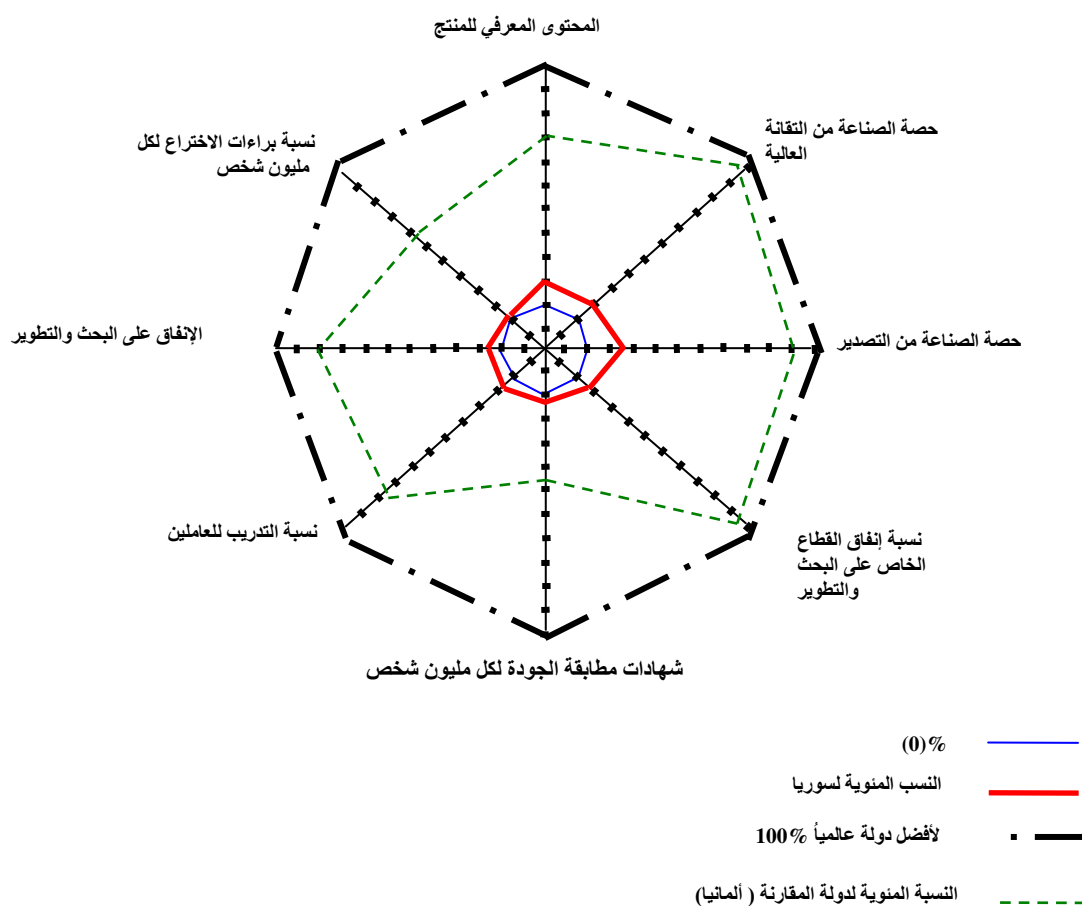 المحتوى المعرفي للمنتج
حصة الصناعة من التقانة
العالية
نسبة براءات الاختراع لكل
مليون شخص
حصة الصناعة من التصدير
الإنفاق على البحث والتطوير
نسبة إنفاق القطاع
الخاص على البحث
والتطوير
نسبة التدريب للعاملين
شهادات مطابقة الجودة لكل مليون شخص
%(0)
النسب المئوية لسوريا
لأفضل دولة عالمياُ %100
النسبة المئوية لدولة المقارنة ( ألمانيا)